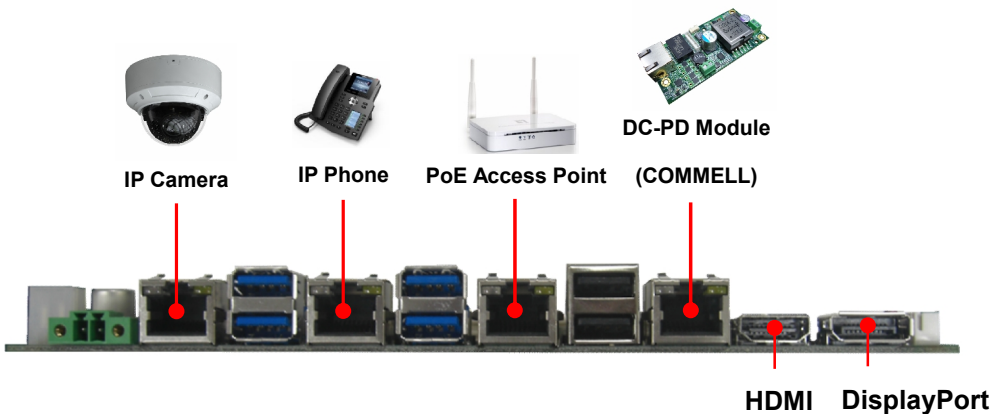 DC-PD Module
IP Camera
IP Phone
PoE Access Point
(COMMELL)
HDMI
DisplayPort